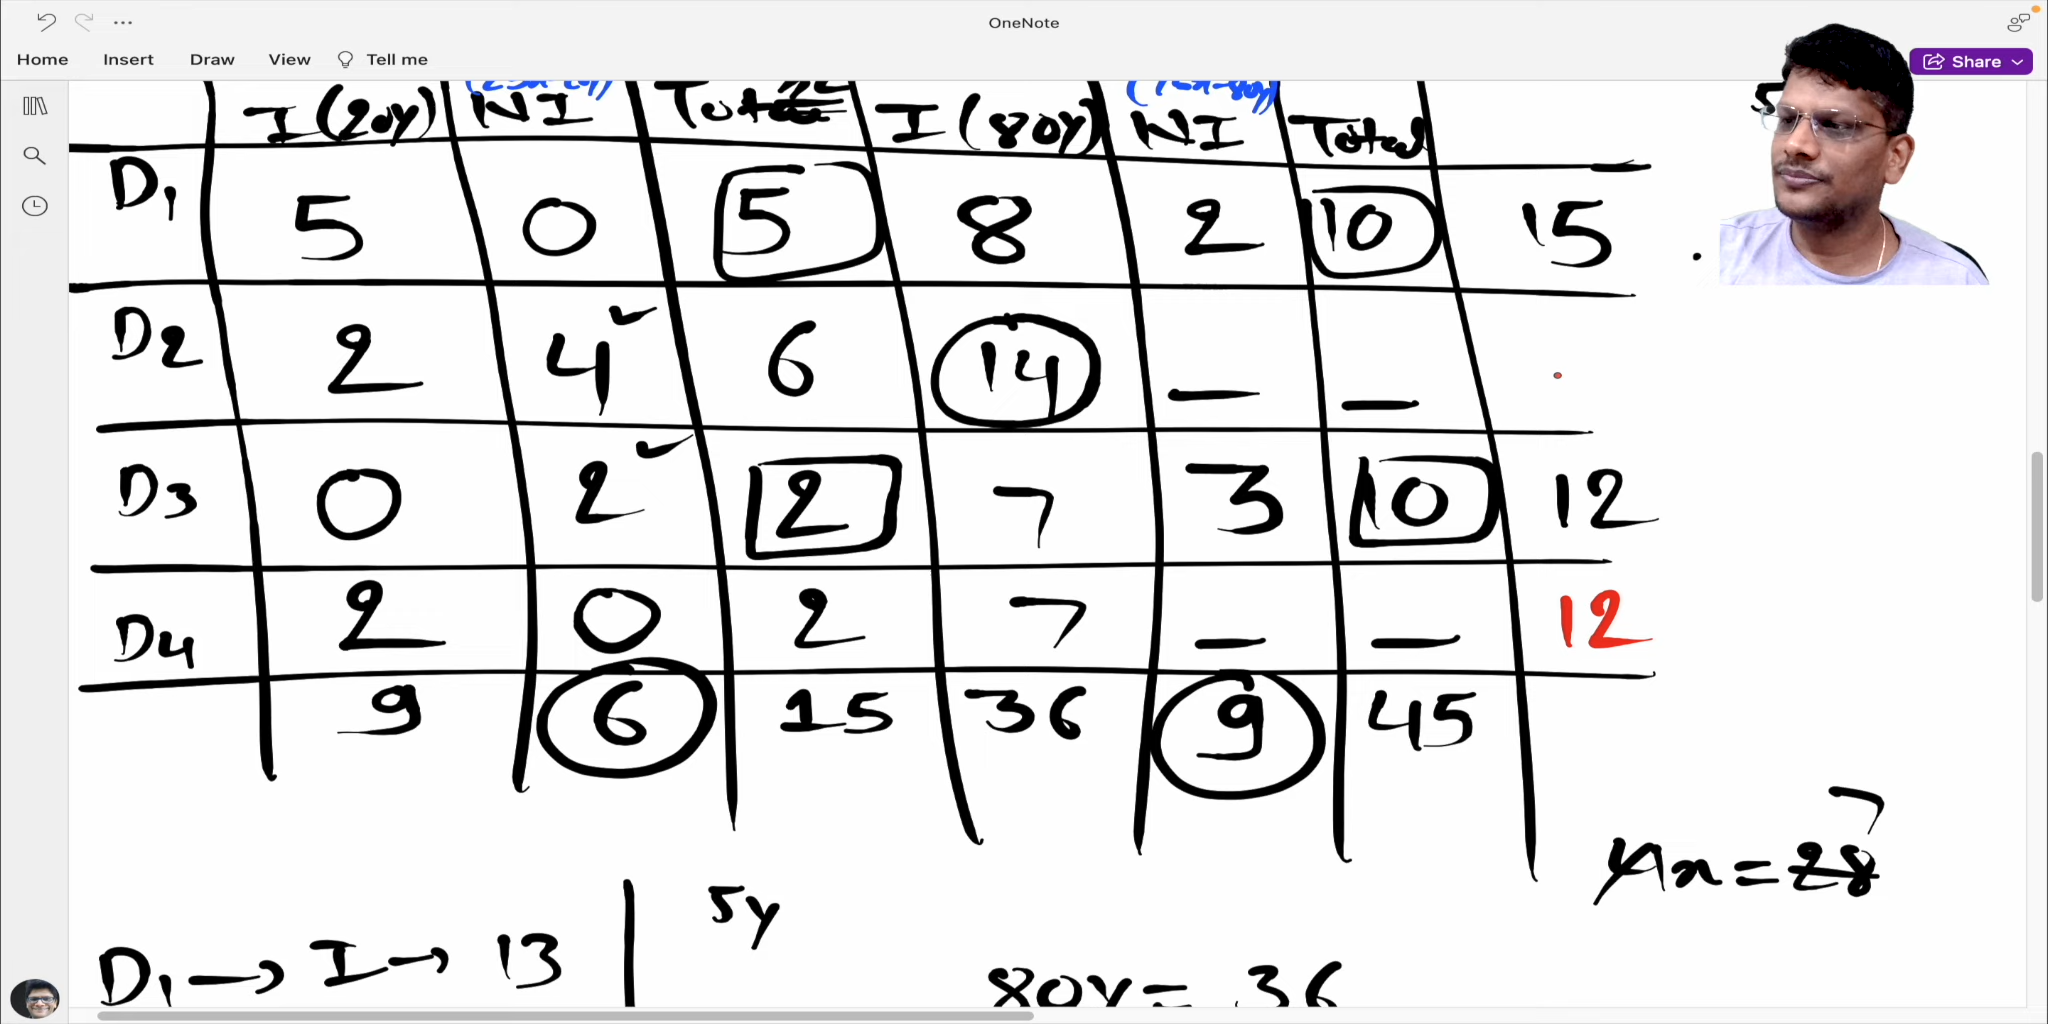 OneNote
Home Insert Draw View Tell me Share
I (20y) NI Total I (80y) NI Total
D1 5 0 5 8 2 10 15
D2 2 4 6 14 — —
D3 0 2 2 7 3 10 12
D4 2 0 2 7 — — 12
9 6 15 36 9 45
7
4x = 28
5y
D1 → I → 13
80y = 36